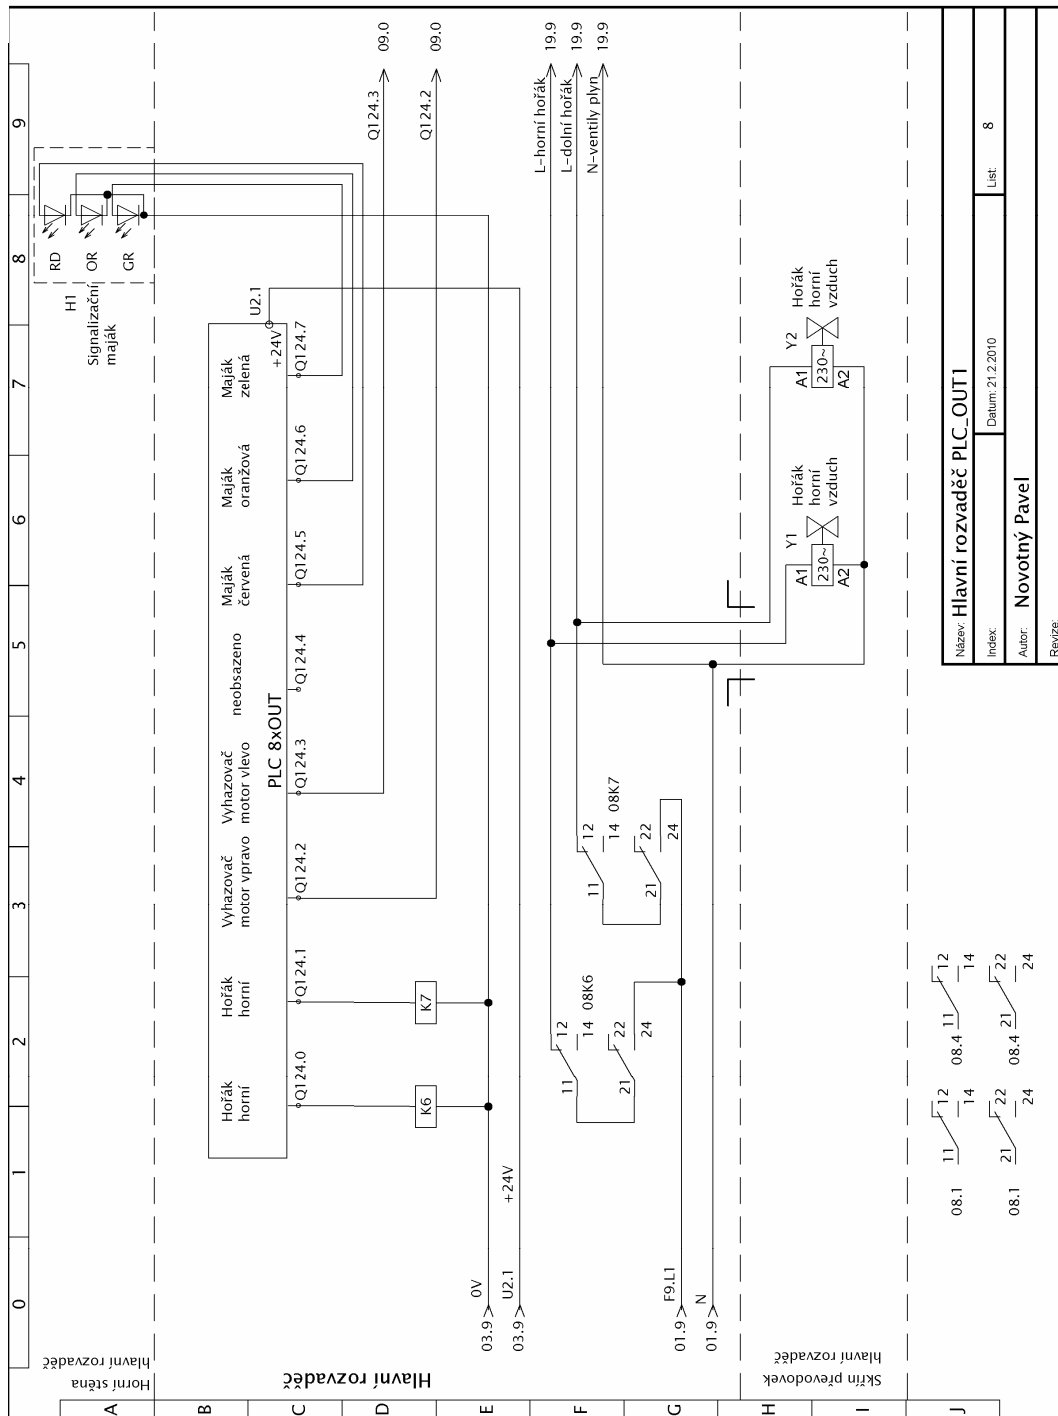 0
1
2
3
4
5
6
7
8
9
A
B
C
D
E
F
G
H
I
J
Horní stěna
hlavní rozvaděč
Hlavní rozvaděč
Skříň převodovek
hlavní rozvaděč
H1
Signalizační
maják
RD
OR
GR
Hořák
horní
Hořák
horní
Vyhazovač
motor vpravo
Vyhazovač
motor vlevo
neobsazeno
Maják
červená
Maják
oranžová
Maják
zelená
PLC 8xOUT
+24V
U2.1
Q124.0
Q124.1
Q124.2
Q124.3
Q124.4
Q124.5
Q124.6
Q124.7
Q124.3
09.0
Q124.2
09.0
K6
K7
03.9
0V
03.9
U2.1
+24V
L-horní hořák
19.9
L-dolní hořák
19.9
N-ventily plyn
19.9
11
12
14
08K6
21
22
24
11
12
14
08K7
21
22
24
01.9
F9.L1
01.9
N
A1
Y1
230~
A2
Hořák
horní
vzduch
A1
Y2
230~
A2
Hořák
horní
vzduch
08.1
11
12
14
08.1
21
22
24
08.4
11
12
14
08.4
21
22
24
Název: Hlavní rozvaděč PLC_OUT1
Index:
Datum: 21.2.2010
List: 8
Autor: Novotný Pavel
Revize: